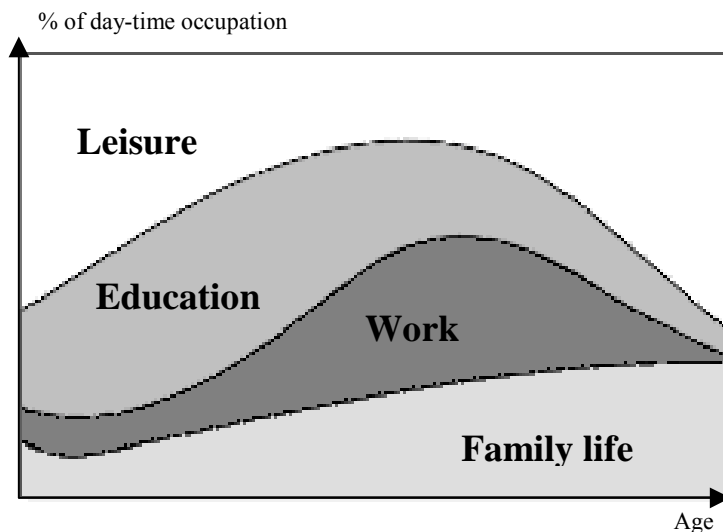 % of day-time occupation
Leisure
Education
Work
Family life
Age